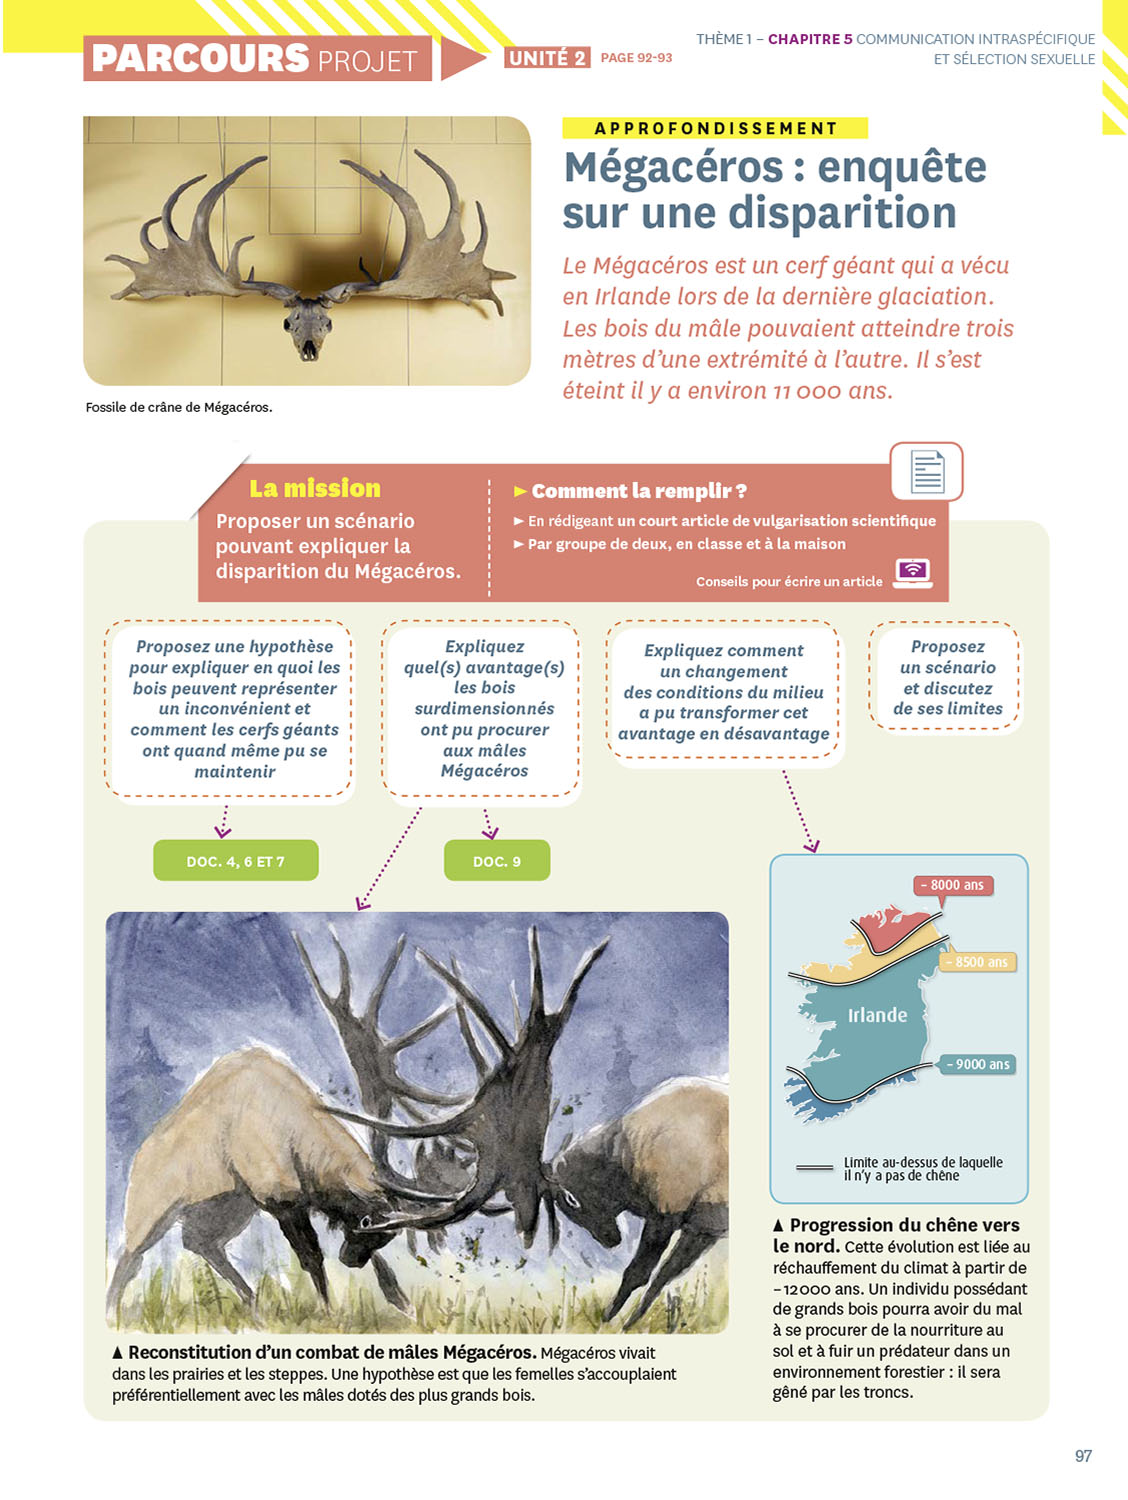 PARCOURS PROJET
UNITÉ 2 PAGE 92-93
THÈME 1 – CHAPITRE 5 COMMUNICATION INTRASPÉCIFIQUE
ET SÉLECTION SEXUELLE
Fossile de crâne de Mégacéros.
APPROFONDISSEMENT
Mégacéros : enquête
sur une disparition
Le Mégacéros est un cerf géant qui a vécu
en Irlande lors de la dernière glaciation.
Les bois du mâle pouvaient atteindre trois
mètres d'une extrémité à l'autre. Il s'est
éteint il y a environ 11 000 ans.
La mission
Proposer un scénario
pouvant expliquer la
disparition du Mégacéros.
► Comment la remplir ?
► En rédigeant un court article de vulgarisation scientifique
► Par groupe de deux, en classe et à la maison
Conseils pour écrire un article
Proposez une hypothèse
pour expliquer en quoi les
bois peuvent représenter
un inconvénient et
comment les cerfs géants
ont quand même pu se
maintenir
Expliquez
quel(s) avantage(s)
les bois
surdimensionnés
ont pu procurer
aux mâles
Mégacéros
Expliquez comment
un changement
des conditions du milieu
a pu transformer cet
avantage en désavantage
Proposez
un scénario
et discutez
de ses limites
DOC. 4, 6 ET 7
DOC. 9
– 8000 ans
– 8500 ans
Irlande
– 9000 ans
Limite au-dessus de laquelle
il n'y a pas de chêne
▲ Reconstitution d'un combat de mâles Mégacéros. Mégacéros vivait
dans les prairies et les steppes. Une hypothèse est que les femelles s'accouplaient
préférentiellement avec les mâles dotés des plus grands bois.
▲ Progression du chêne vers
le nord. Cette évolution est liée au
réchauffement du climat à partir de
– 12 000 ans. Un individu possédant
de grands bois pourra avoir du mal
à se procurer de la nourriture au
sol et à fuir un prédateur dans un
environnement forestier : il sera
gêné par les troncs.
97